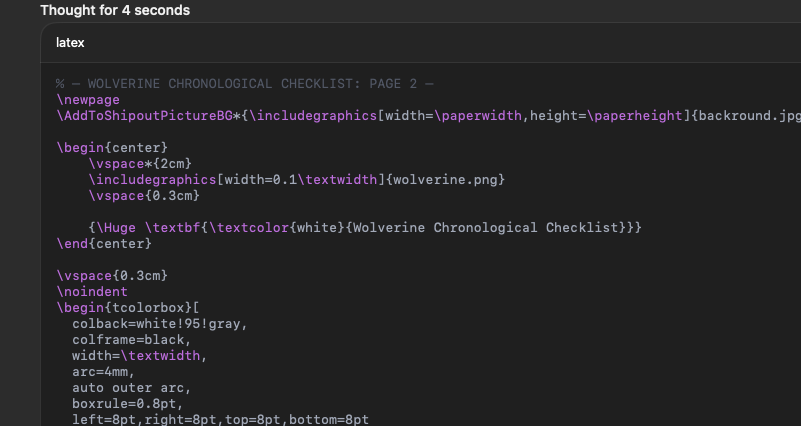 Thought for 4 seconds
latex
% — WOLVERINE CHRONOLOGICAL CHECKLIST: PAGE 2 —
\newpage
\AddToShipoutPictureBG*{\includegraphics[width=\paperwidth,height=\paperheight]{backround.jpg
\begin{center}
\vspace*{2cm}
\includegraphics[width=0.1\textwidth]{wolverine.png}
\vspace{0.3cm}
{\Huge \textbf{\textcolor{white}{Wolverine Chronological Checklist}}}
\end{center}
\vspace{0.3cm}
\noindent
\begin{tcolorbox}[
colback=white!95!gray,
colframe=black,
width=\textwidth,
arc=4mm,
auto outer arc,
boxrule=0.8pt,
left=8pt,right=8pt,top=8pt,bottom=8pt